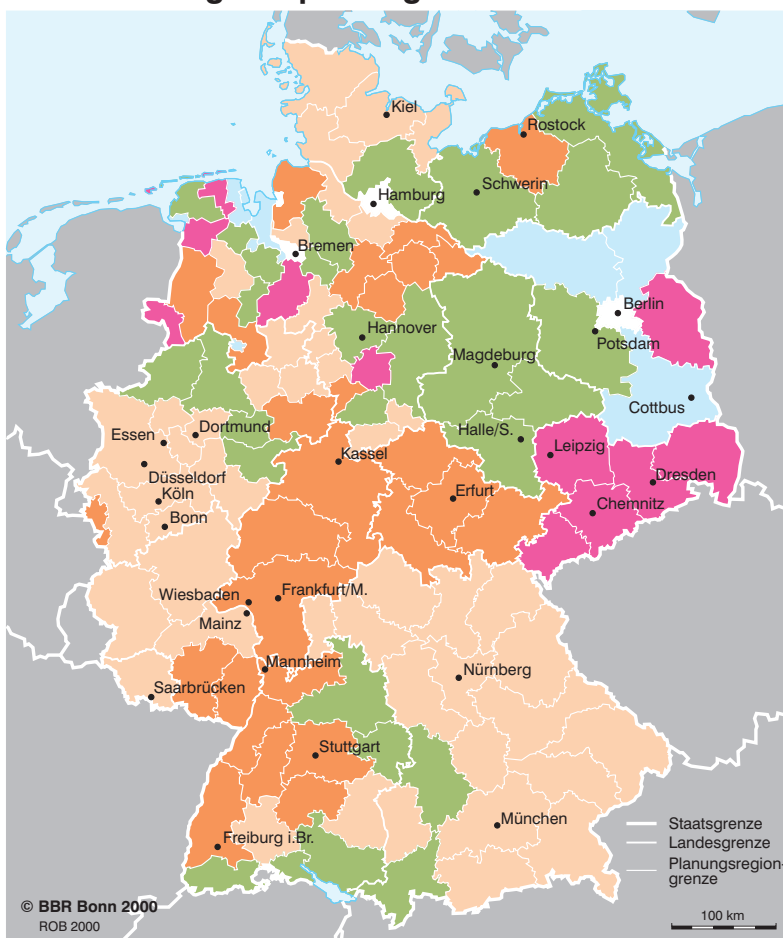 Kiel
Rostock
Hamburg
Schwerin
Bremen
Berlin
Hannover
Potsdam
Magdeburg
Cottbus
Essen
Dortmund
Halle/S.
Leipzig
Kassel
Düsseldorf
Dresden
Köln
Erfurt
Chemnitz
Bonn
Wiesbaden
Frankfurt/M.
Mainz
Mannheim
Nürnberg
Saarbrücken
Stuttgart
München
Freiburg i.Br.
Staatsgrenze
Landesgrenze
Planungsregion-
grenze
© BBR Bonn 2000
ROB 2000
100 km